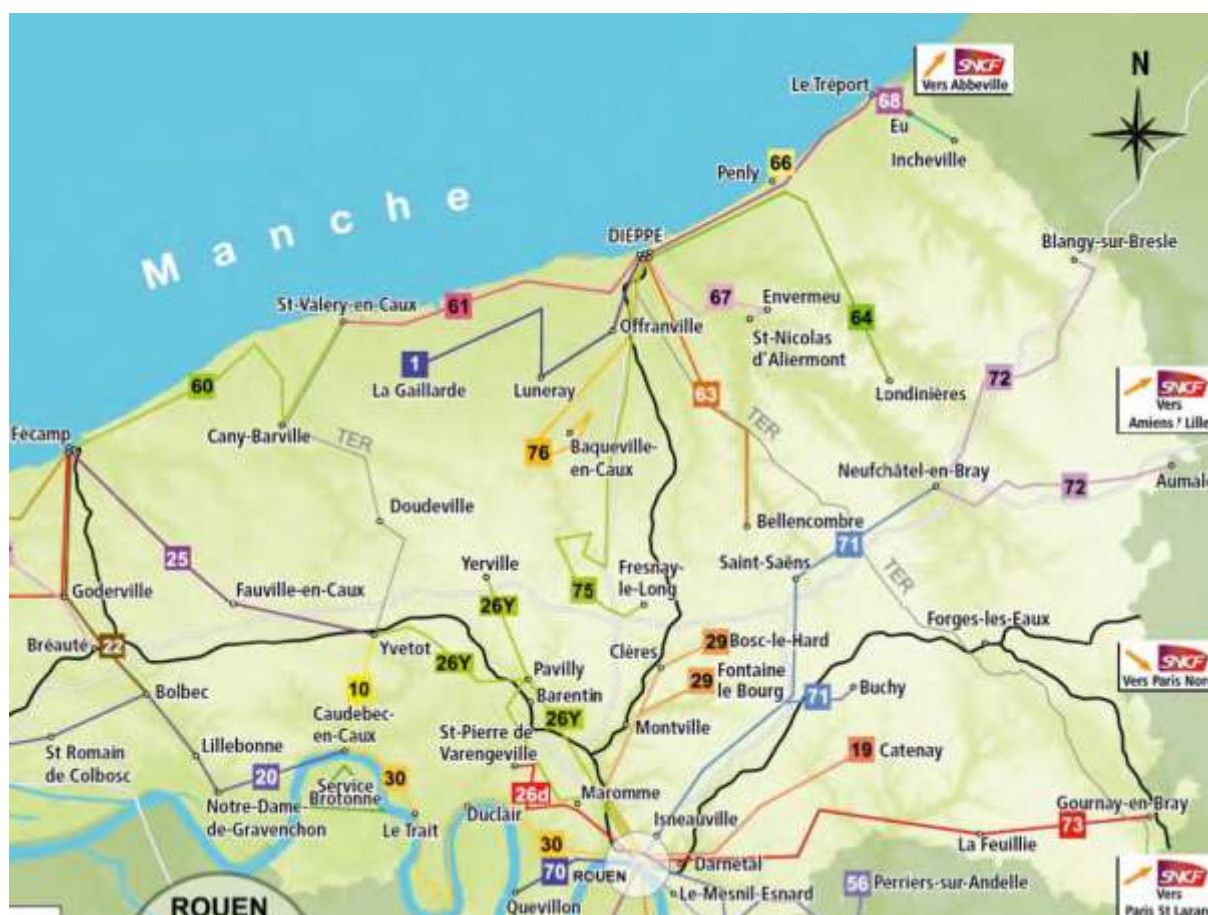 SNCF
Vers Abbeville
N
Le Tréport
68
Eu
Incheville
Penly
66
Manche
DIEPPE
Blangy-sur-Bresle
St-Valery-en-Caux
61
67
Envermeu
64
St-Nicolas
d'Aliermont
Offranville
1
La Gaillarde
Luneray
60
63
Londinières
72
SNCF
Vers
Amiens / Lille
Fécamp
Cany-Barville
TER
76
Baqueville-
en-Caux
TER
Neufchâtel-en-Bray
72
Aumale
Doudeville
Bellencombre
71
25
Yerville
Fresnay-
le-Long
Saint-Saëns
TER
75
26Y
Goderville
Fauville-en-Caux
Forges-les-Eaux
Bréauté
22
Yvetot
26Y
Clères
29
Bosc-le-Hard
SNCF
Vers Paris Nord
Pavilly
29
Fontaine
le Bourg
10
Bolbec
Barentin
71
Buchy
Caudebec-
en-Caux
26Y
Montville
St-Pierre de
Varengeville
19
Catenay
St Romain
de Colbosc
Lillebonne
20
Service
Brotonne
30
26d
Maromme
Notre-Dame-
de-Gravenchon
Le Trait
Duclair
Isneauville
Gournay-en-Bray
73
La Feuillie
30
70
ROUEN
Darnetal
Le-Mesnil-Esnard
56
Perriers-sur-Andelle
SNCF
Vers
Paris St Lazare
ROUEN
Quevillon